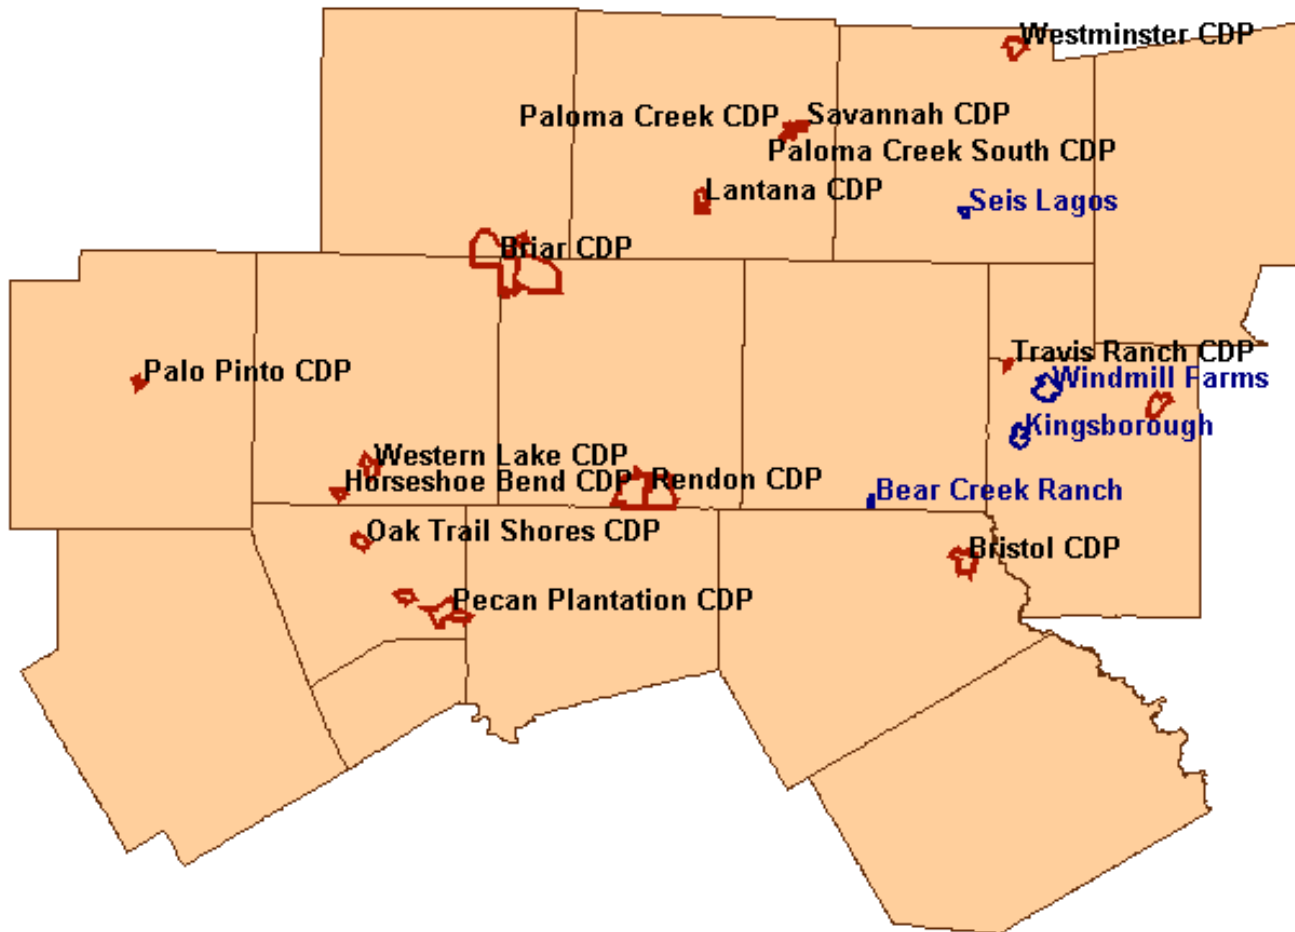 Westminster CDP
Paloma Creek CDP
Savannah CDP
Paloma Creek South CDP
Lantana CDP
Seis Lagos
Briar CDP
Travis Ranch CDP
Palo Pinto CDP
Windmill Farms
Kingsborough
Western Lake CDP
Horseshoe Bend CDP
Rendon CDP
Bear Creek Ranch
Oak Trail Shores CDP
Bristol CDP
Pecan Plantation CDP